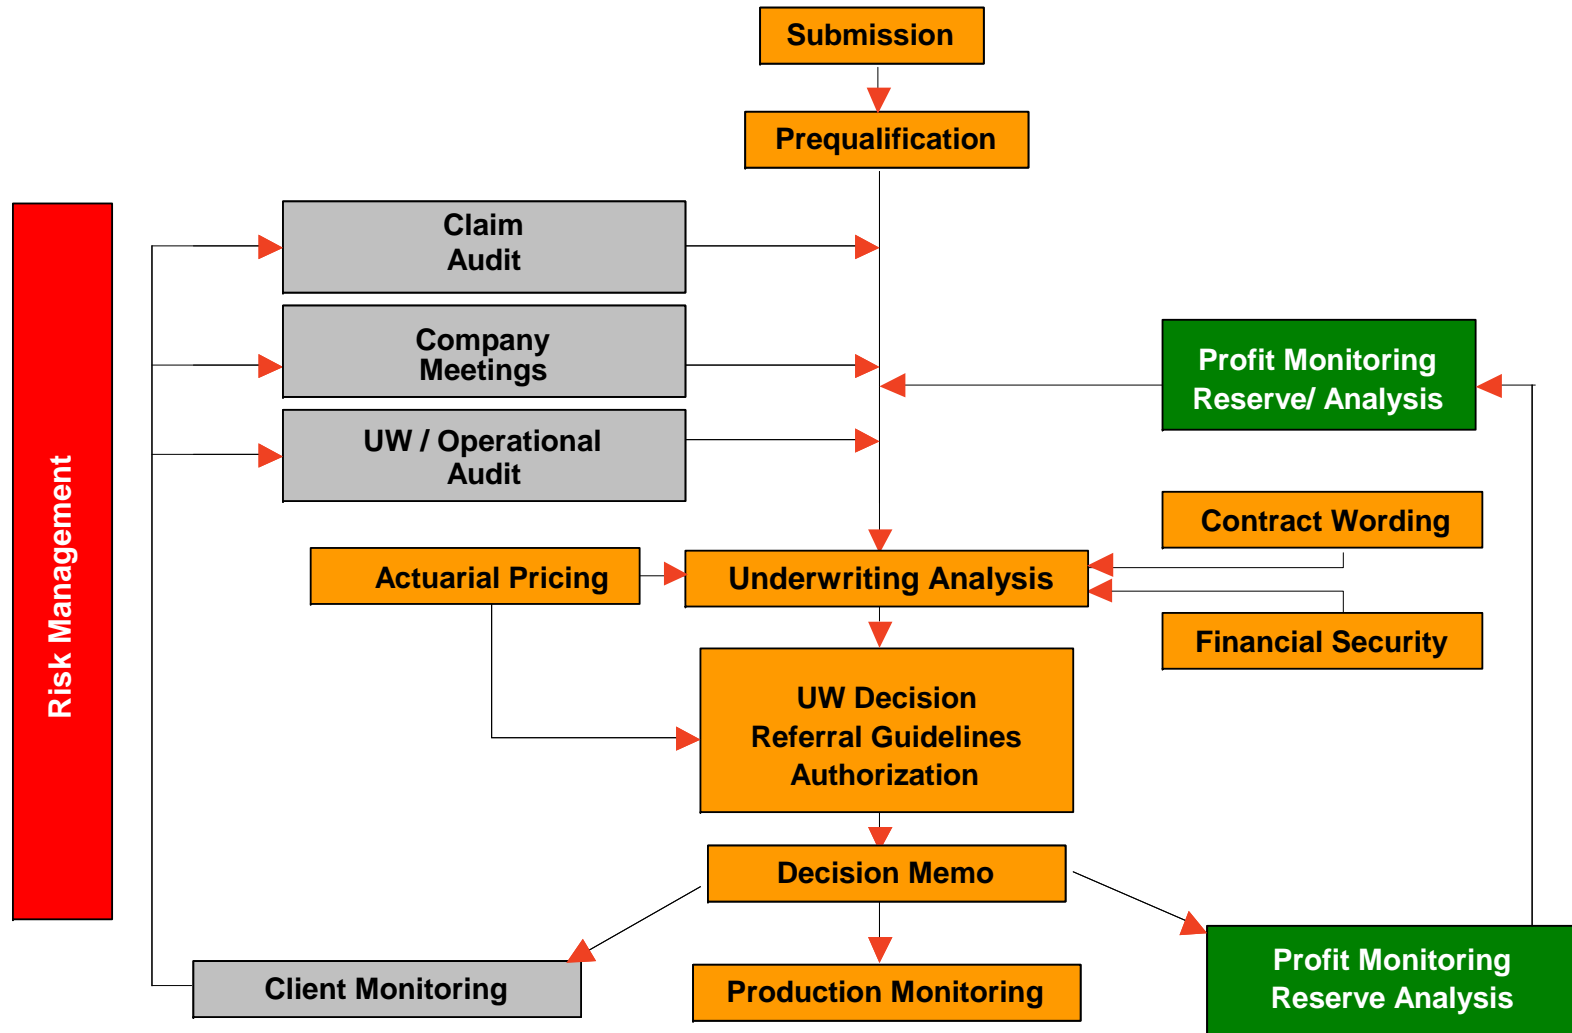 Submission
Prequalification
Claim
Audit
Company
Meetings
UW / Operational
Audit
Profit Monitoring
Reserve/ Analysis
Risk Management
Contract Wording
Actuarial Pricing
Underwriting Analysis
Financial Security
UW Decision
Referral Guidelines
Authorization
Decision Memo
Client Monitoring
Production Monitoring
Profit Monitoring
Reserve Analysis